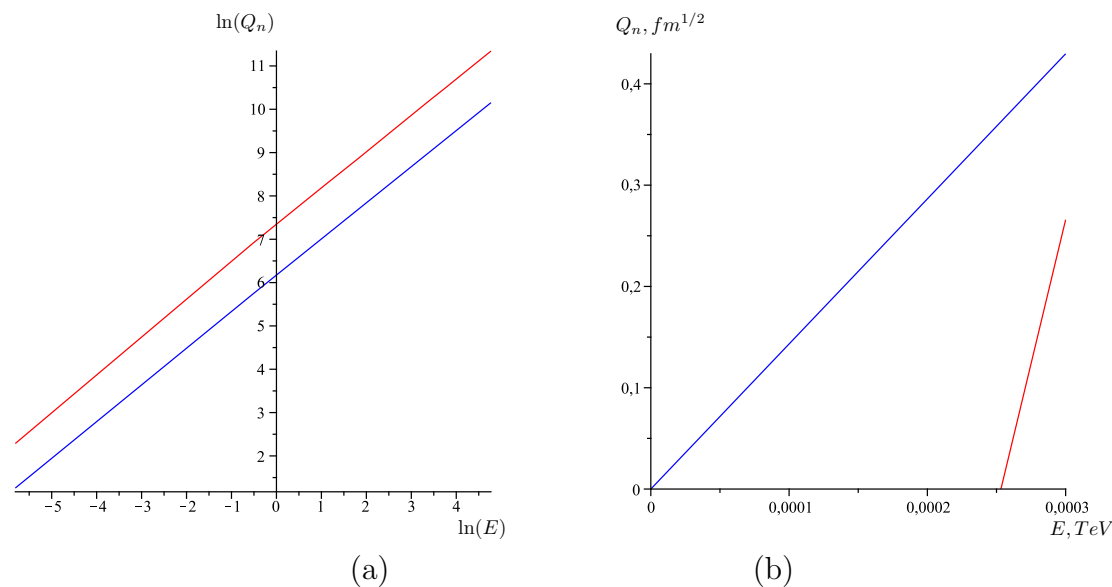 ln(Qₙ)
11
10
9
8
7
6
5
4
3
2
−5 −4 −3 −2 −1 0 1 2 3 4
ln(E)
(a)
Qₙ, fm^{1/2}
0,4
0,3
0,2
0,1
0
0 0,0001 0,0002 0,0003
E, TeV
(b)